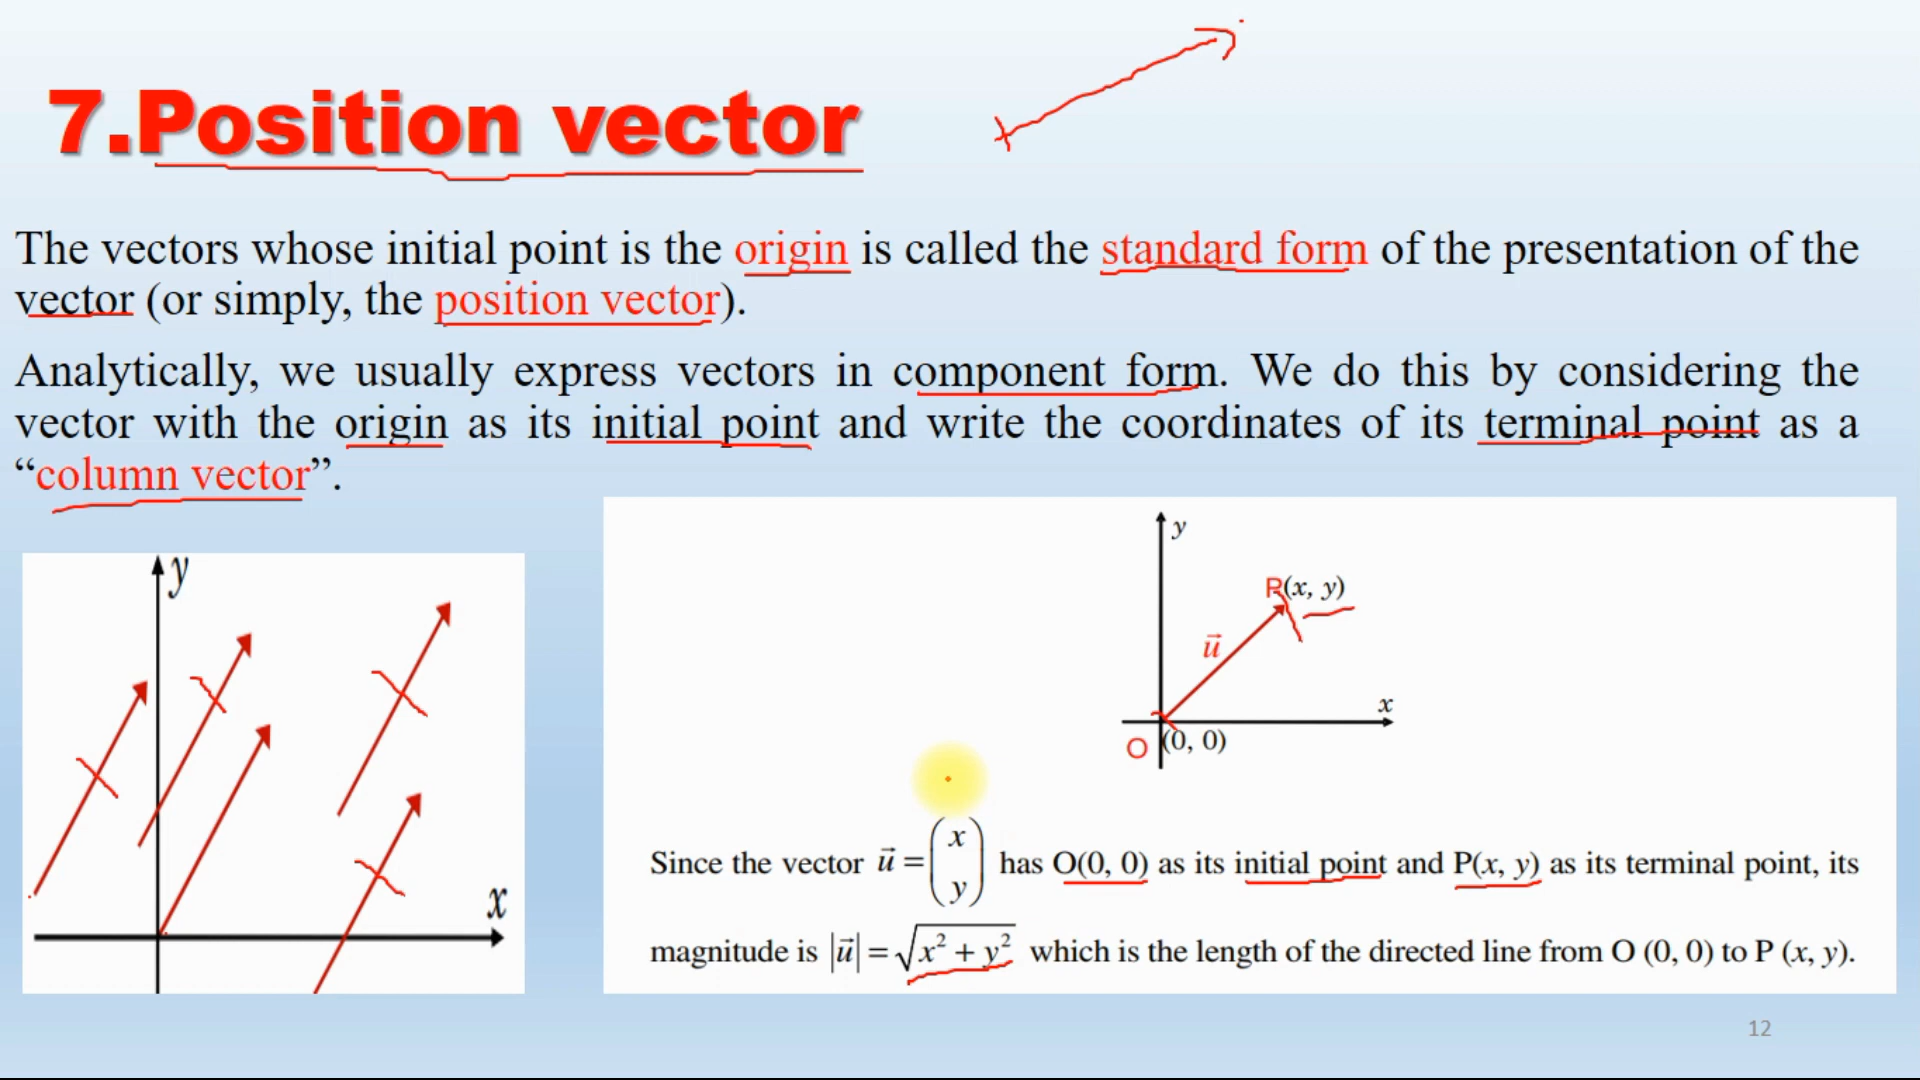 7.Position vector
The vectors whose initial point is the origin is called the standard form of the presentation of the
vector (or simply, the position vector).
Analytically, we usually express vectors in component form. We do this by considering the
vector with the origin as its initial point and write the coordinates of its terminal point as a
“column vector”.
y
x
y
P(x, y)
u⃗
x
O (0, 0)
Since the vector u⃗ = (x y) has O(0, 0) as its initial point and P(x, y) as its terminal point, its
magnitude is |u⃗| = √(x² + y²) which is the length of the directed line from O (0, 0) to P (x, y).
12